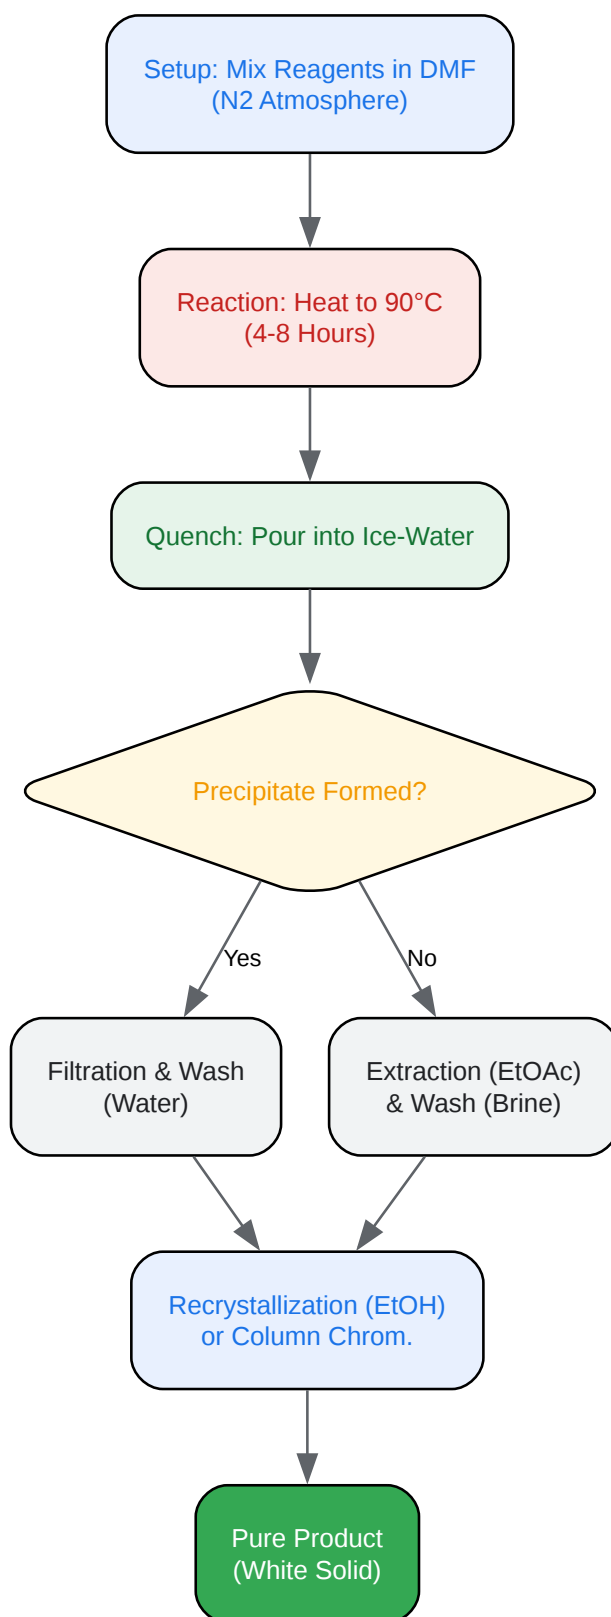 Setup: Mix Reagents in DMF
(N2 Atmosphere)
Reaction: Heat to 90°C
(4-8 Hours)
Quench: Pour into Ice-Water
Precipitate Formed?
Yes
No
Filtration & Wash
(Water)
Extraction (EtOAc)
& Wash (Brine)
Recrystallization (EtOH)
or Column Chrom.
Pure Product
(White Solid)